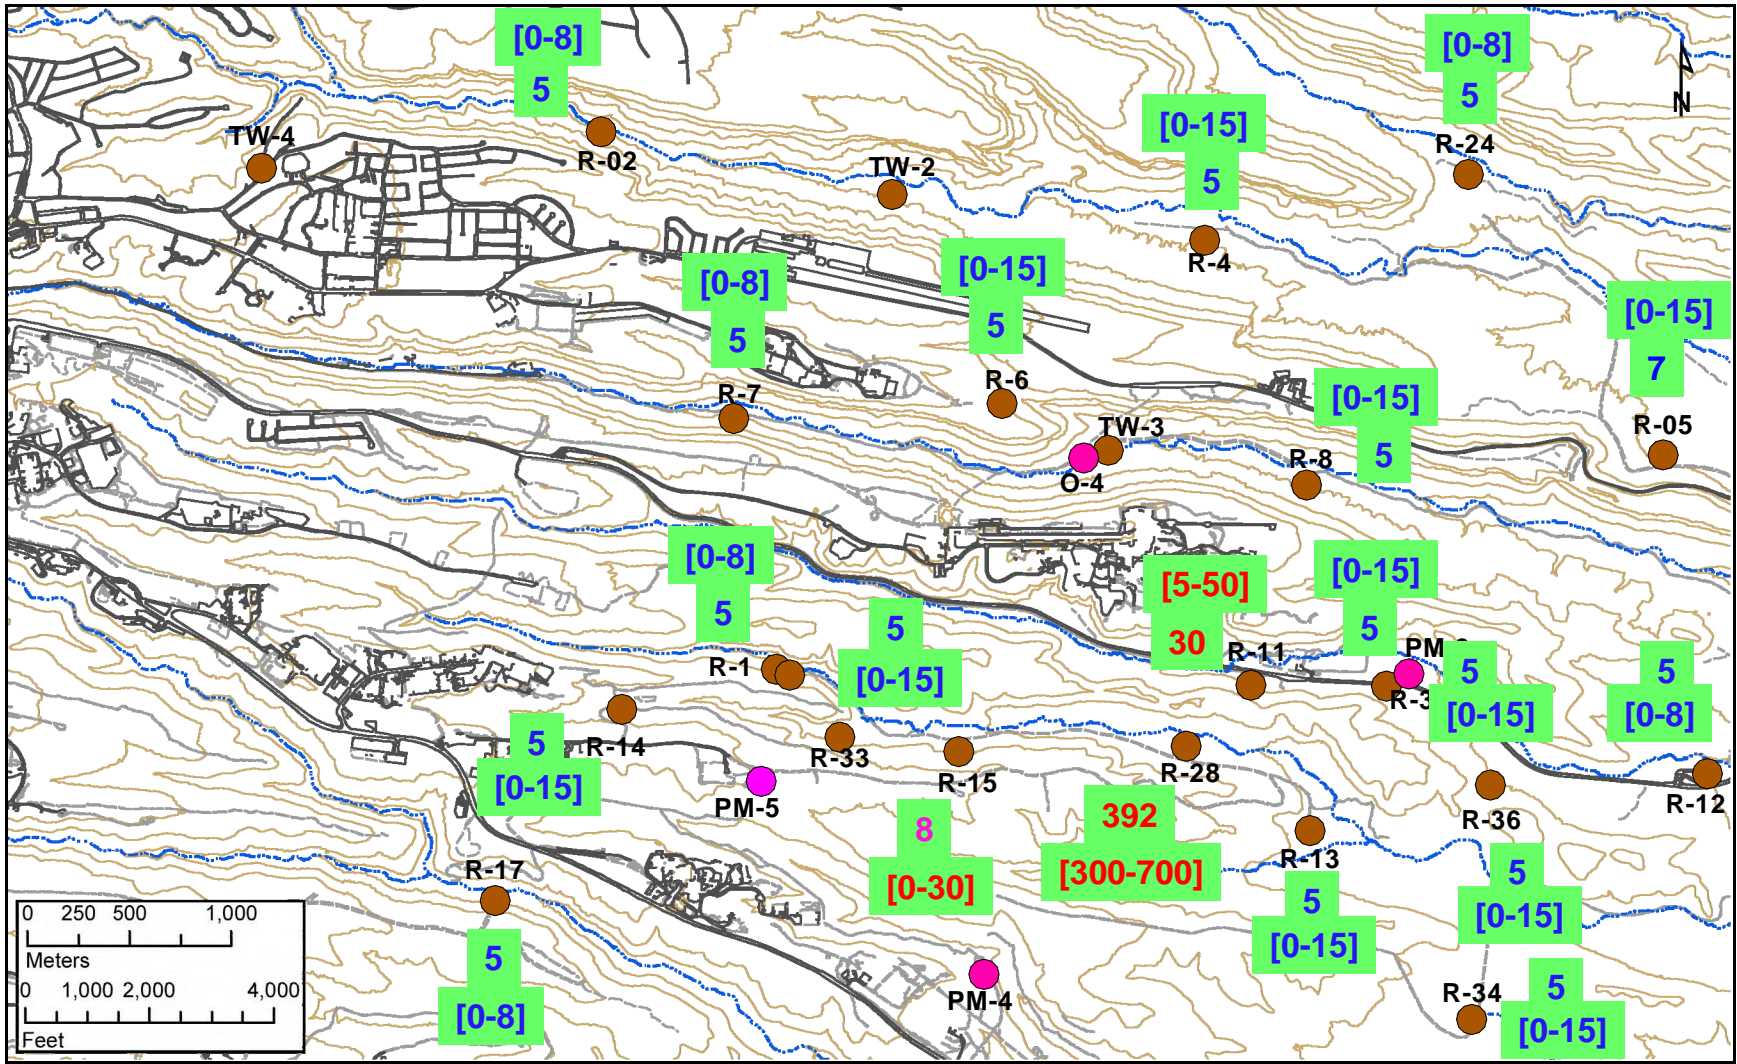 [0-8]
5
[0-8]
5
N
[0-15]
5
TW-4
R-02
TW-2
R-24
R-4
[0-8]
5
[0-15]
5
[0-15]
7
R-7
R-6
[0-15]
5
TW-3
O-4
R-8
R-05
[0-8]
5
5
[0-15]
[5-50]
30
[0-15]
5
R-1
R-11
PM
R-3
5
[0-15]
5
[0-8]
5
[0-15]
R-14
R-33
R-15
R-28
PM-5
R-36
R-12
8
[0-30]
392
[300-700]
R-13
5
[0-15]
5
[0-15]
R-17
5
[0-8]
PM-4
R-34
5
[0-15]
0 250 500 1,000
Meters
0 1,000 2,000 4,000
Feet